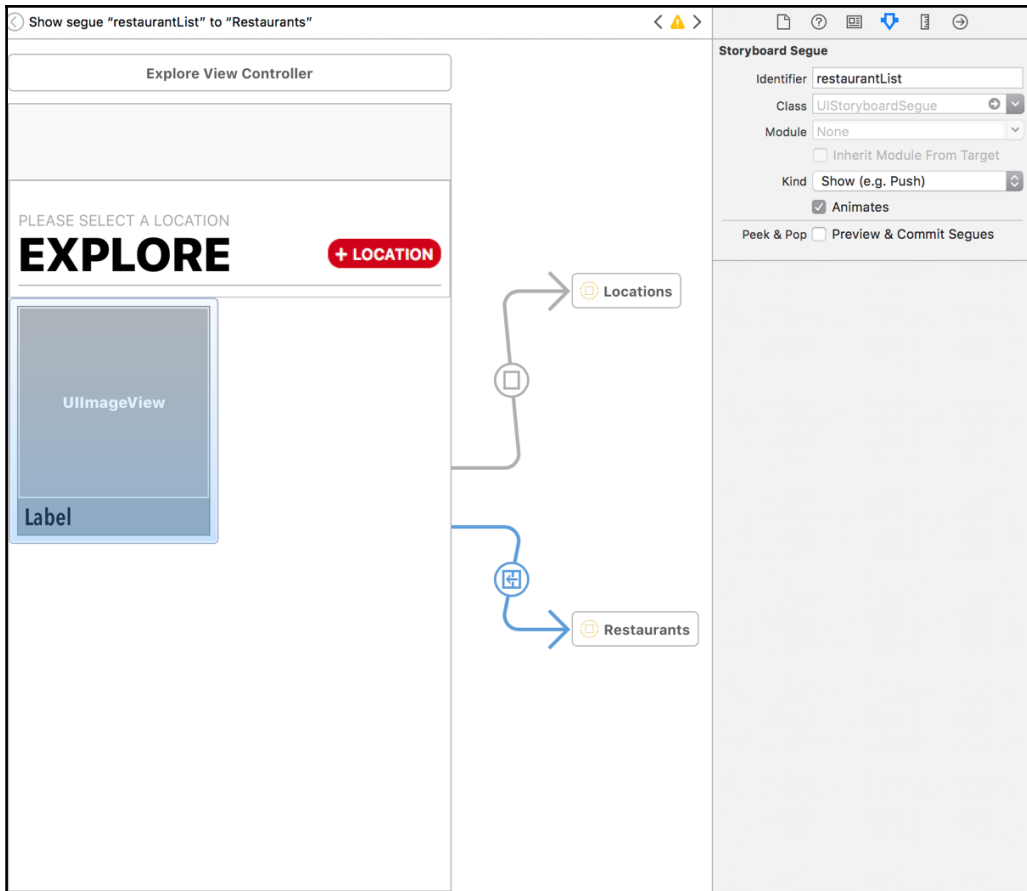 Show segue “restaurantList” to “Restaurants”
Explore View Controller
PLEASE SELECT A LOCATION
EXPLORE
+ LOCATION
UIImageView
Label
Locations
Restaurants
Storyboard Segue
Identifier restaurantList
Class UIStoryboardSegue
Module None
Inherit Module From Target
Kind Show (e.g. Push)
Animates
Peek & Pop Preview & Commit Segues